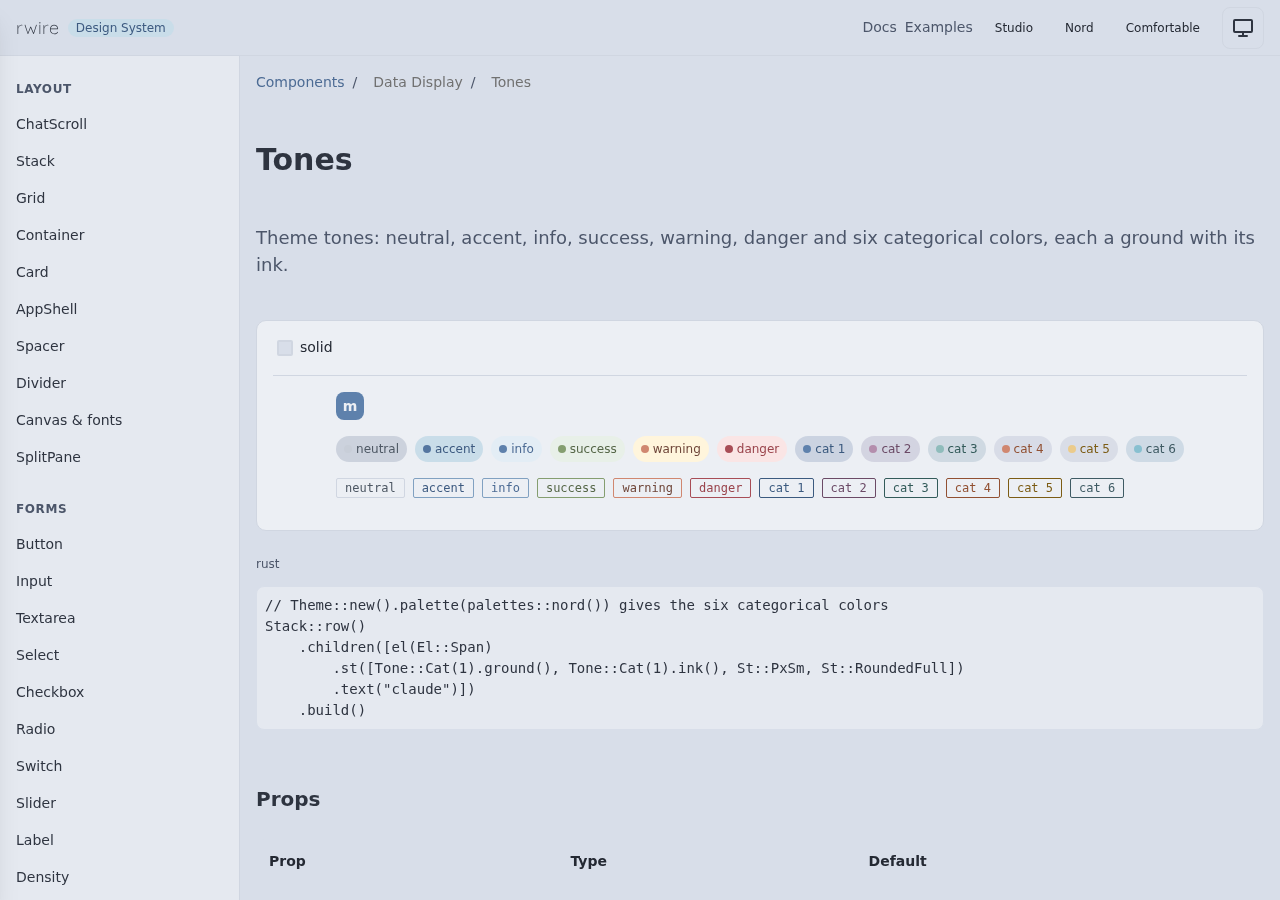 rwire Design System Docs Examples Studio Nord Comfortable
LAYOUT
ChatScroll
Stack
Grid
Container
Card
AppShell
Spacer
Divider
Canvas & fonts
SplitPane
FORMS
Button
Input
Textarea
Select
Checkbox
Radio
Switch
Slider
Label
Density
Components / Data Display / Tones
Tones
Theme tones: neutral, accent, info, success, warning, danger and six categorical colors, each a ground with its
ink.
solid
m
neutral accent info success warning danger cat 1 cat 2 cat 3 cat 4 cat 5 cat 6
neutral accent info success warning danger cat 1 cat 2 cat 3 cat 4 cat 5 cat 6
rust
// Theme::new().palette(palettes::nord()) gives the six categorical colors
Stack::row()
    .children([el(El::Span)
        .st([Tone::Cat(1).ground(), Tone::Cat(1).ink(), St::PxSm, St::RoundedFull])
        .text("claude")])
    .build()
Props
Prop Type Default